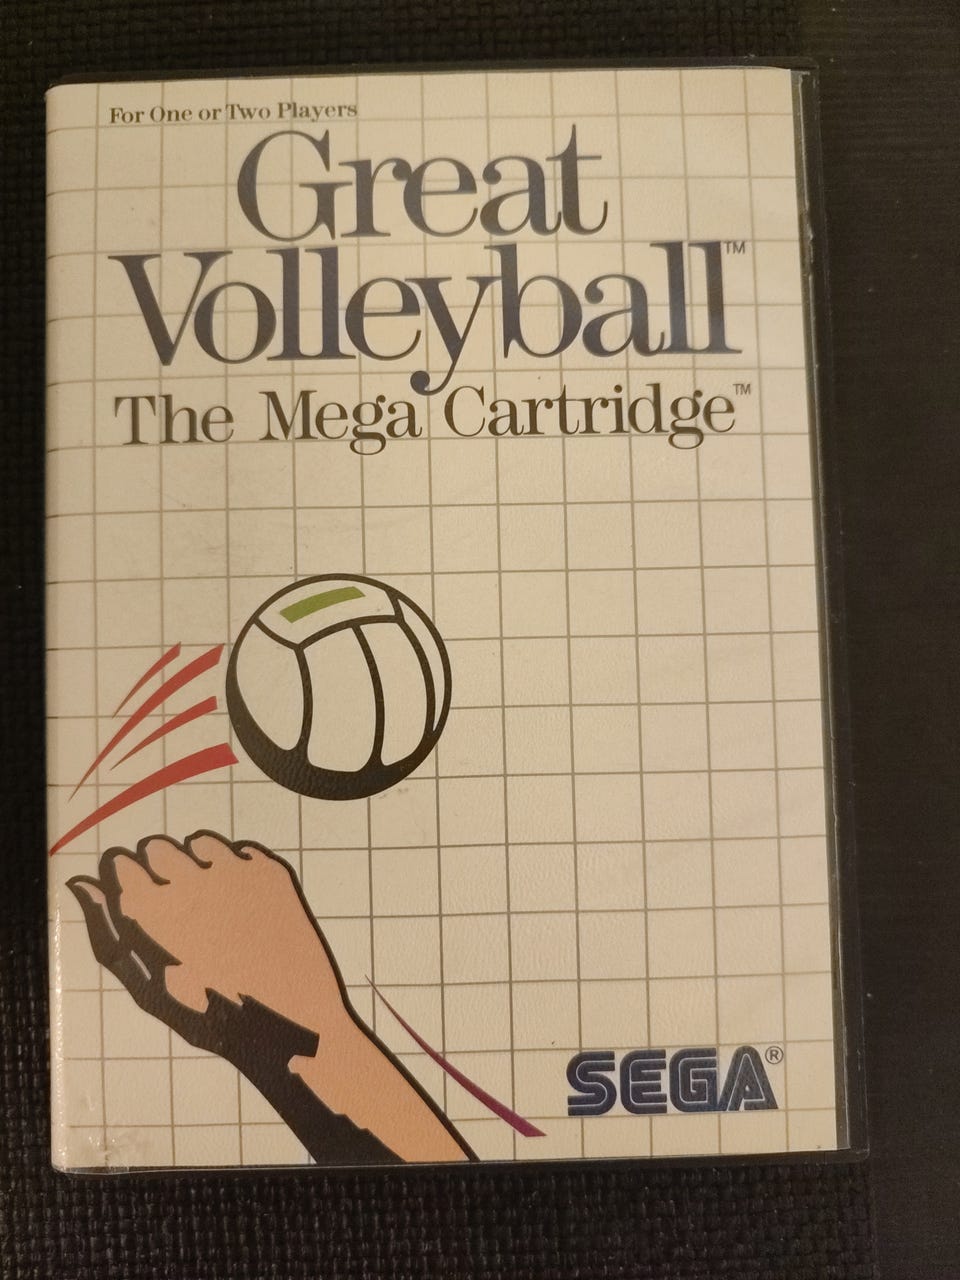 For One or Two Players
Great
Volleyball™
The Mega Cartridge™
SEGA®